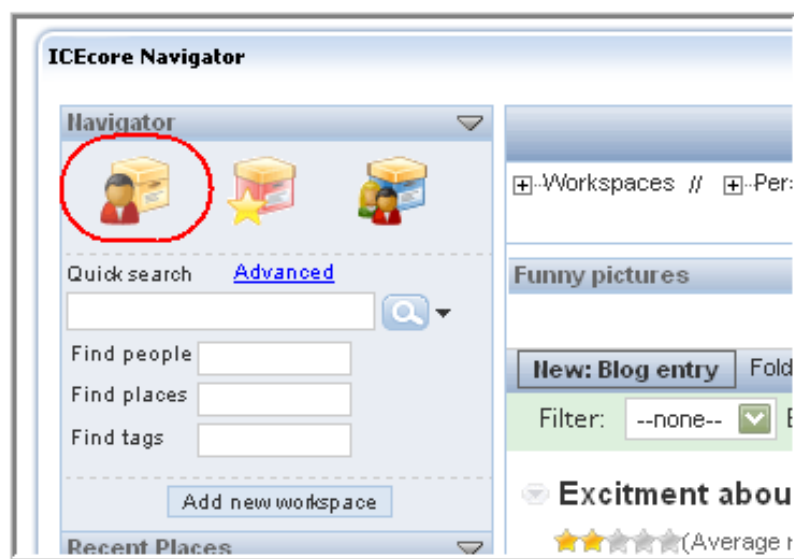 ICEcore Navigator
Navigator
Workspaces //
Quick search Advanced
Find people
Find places
Find tags
Add new workspace
Recent Places
Funny pictures
New: Blog entry
Filter: --none--
Excitment
(Average